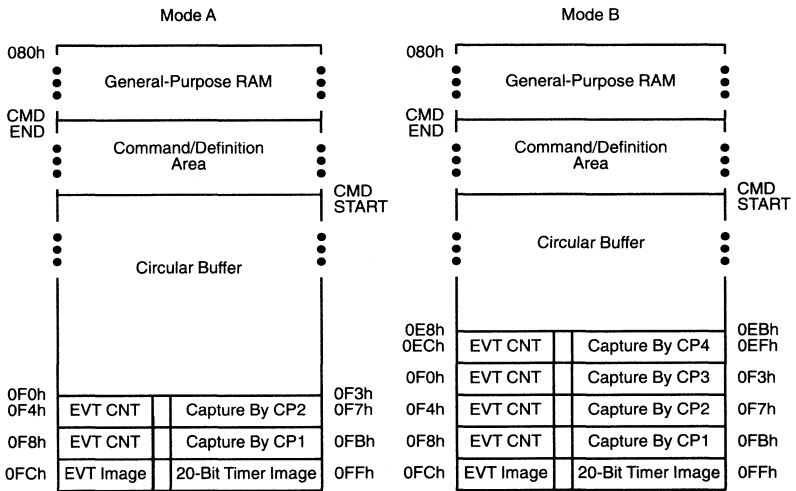 Mode A
080h
General-Purpose RAM
CMD
END
Command/Definition
Area
CMD
START
Circular Buffer
0F0h 0F3h
0F4h EVT CNT Capture By CP2 0F7h
0F8h EVT CNT Capture By CP1 0FBh
0FCh EVT Image 20-Bit Timer Image 0FFh
Mode B
080h
General-Purpose RAM
CMD
END
Command/Definition
Area
CMD
START
Circular Buffer
0E8h 0EBh
0ECh EVT CNT Capture By CP4 0EFh
0F0h EVT CNT Capture By CP3 0F3h
0F4h EVT CNT Capture By CP2 0F7h
0F8h EVT CNT Capture By CP1 0FBh
0FCh EVT Image 20-Bit Timer Image 0FFh